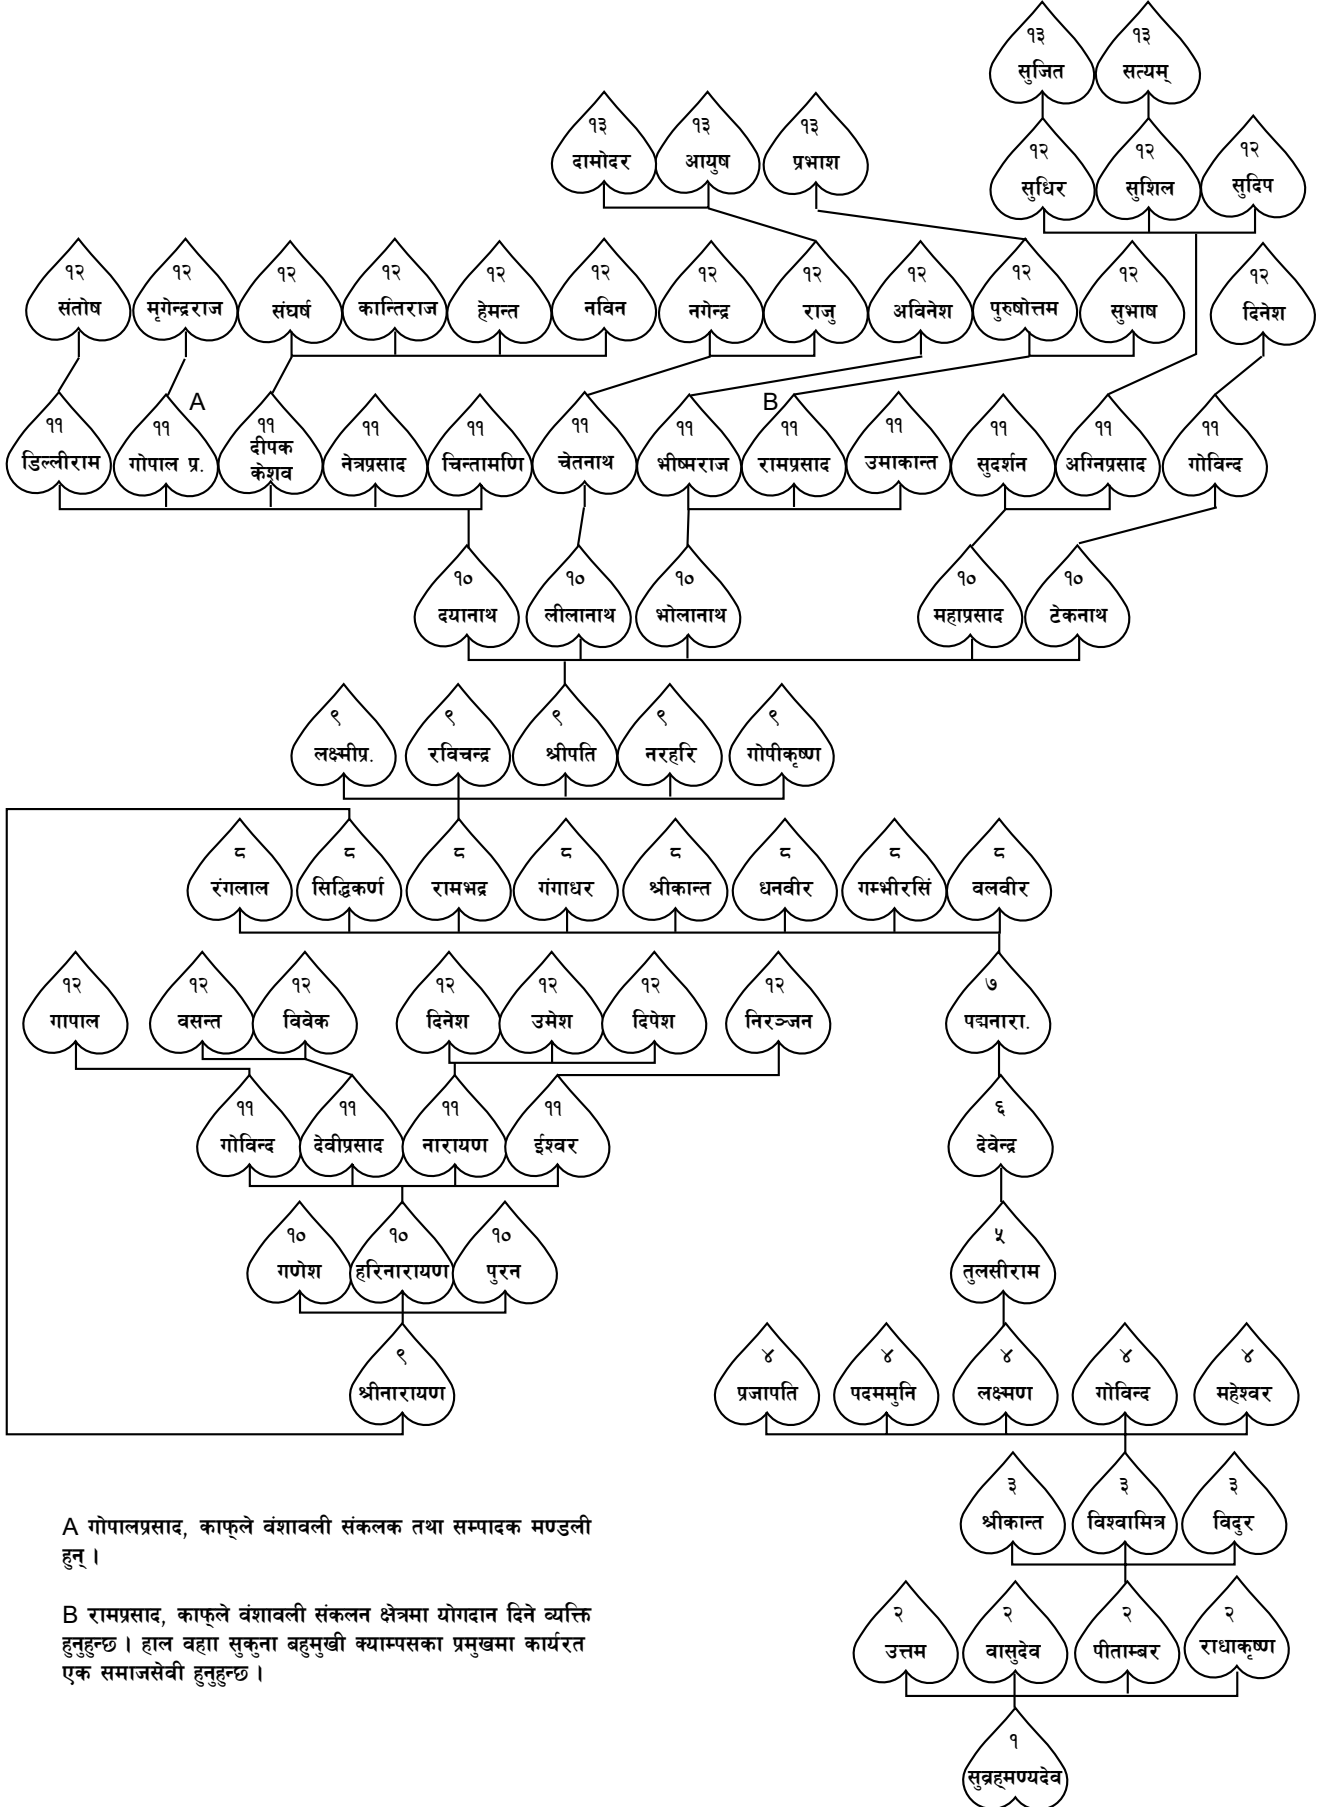 १३ १३
सुजित सत्यम्
१३ १३ १३
दामोदर आयुष प्रभाश
१२ १२ १२
सुधिर सुशिल सुदिप
१२ १२ १२ १२ १२ १२ १२ १२ १२ १२ १२ १२
संतोष मृगेन्द्रराज संघर्ष कान्तिराज हेमन्त नविन नगेन्द्र राजु अविनेश पुरुषोत्तम सुभाष दिनेश
A B
११ ११ ११ ११ ११ ११ ११ ११ ११ ११ ११ ११
डिल्लीराम गोपाल प्र. दीपक केशव नेत्रप्रसाद चिन्तामणि चेतनाथ भीष्मराज रामप्रसाद उमाकान्त सुदर्शन अग्निप्रसाद गोविन्द
१० १० १० १० १०
दयानाथ लीलानाथ भोलानाथ महाप्रसाद टेकनाथ
९ ९ ९ ९ ९
लक्ष्मीप्र. रविचन्द्र श्रीपति नरहरि गोपीकृष्ण
८ ८ ८ ८ ८ ८ ८ ८
रंगलाल सिद्धिकर्ण रामभद्र गंगाधर श्रीकान्त धनवीर गम्भीरसिं वलवीर
१२ १२ १२ १२ १२ १२ १२ ७
गापाल वसन्त विवेक दिनेश उमेश दिपेश निरञ्जन पद्मनारा.
११ ११ ११ ११ ६
गोविन्द देवीप्रसाद नारायण ईश्वर देवेन्द्र
१० १० १० ५
गणेश हरिनारायण पुरन तुलसीराम
९ ४ ४ ४ ४ ४
श्रीनारायण प्रजापति पदममुनि लक्ष्मण गोविन्द महेश्वर
३ ३ ३
श्रीकान्त विश्वामित्र विदुर
A गोपालप्रसाद, काफ्ले वंशावली संकलक तथा सम्पादक मण्डली
हुन् ।
B रामप्रसाद, काफ्ले वंशावली संकलन क्षेत्रमा योगदान दिने व्यक्ति
हुनुहुन्छ । हाल वहाा सुकुना बहुमुखी क्याम्पसका प्रमुखमा कार्यरत
एक समाजसेवी हुनुहुन्छ ।
२ २ २ २
उत्तम वासुदेव पीताम्बर राधाकृष्ण
१
सुव्रह्मण्यदेव